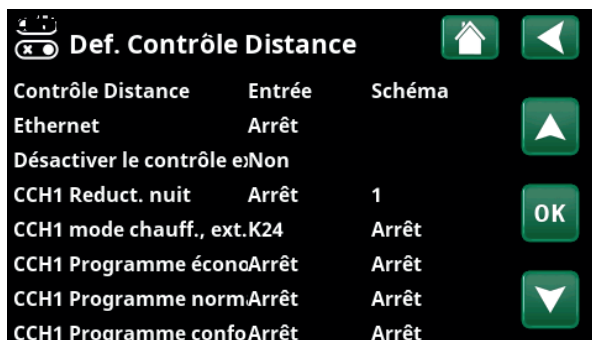 Def. Contrôle Distance
Contrôle Distance Entrée Schéma
Ethernet Arrêt
Désactiver le contrôle ex Non
CCH1 Reduct. nuit Arrêt 1
CCH1 mode chauff., ext. K24 Arrêt
CCH1 Programme écono Arrêt Arrêt
CCH1 Programme norm. Arrêt Arrêt
CCH1 Programme confo Arrêt Arrêt
OK